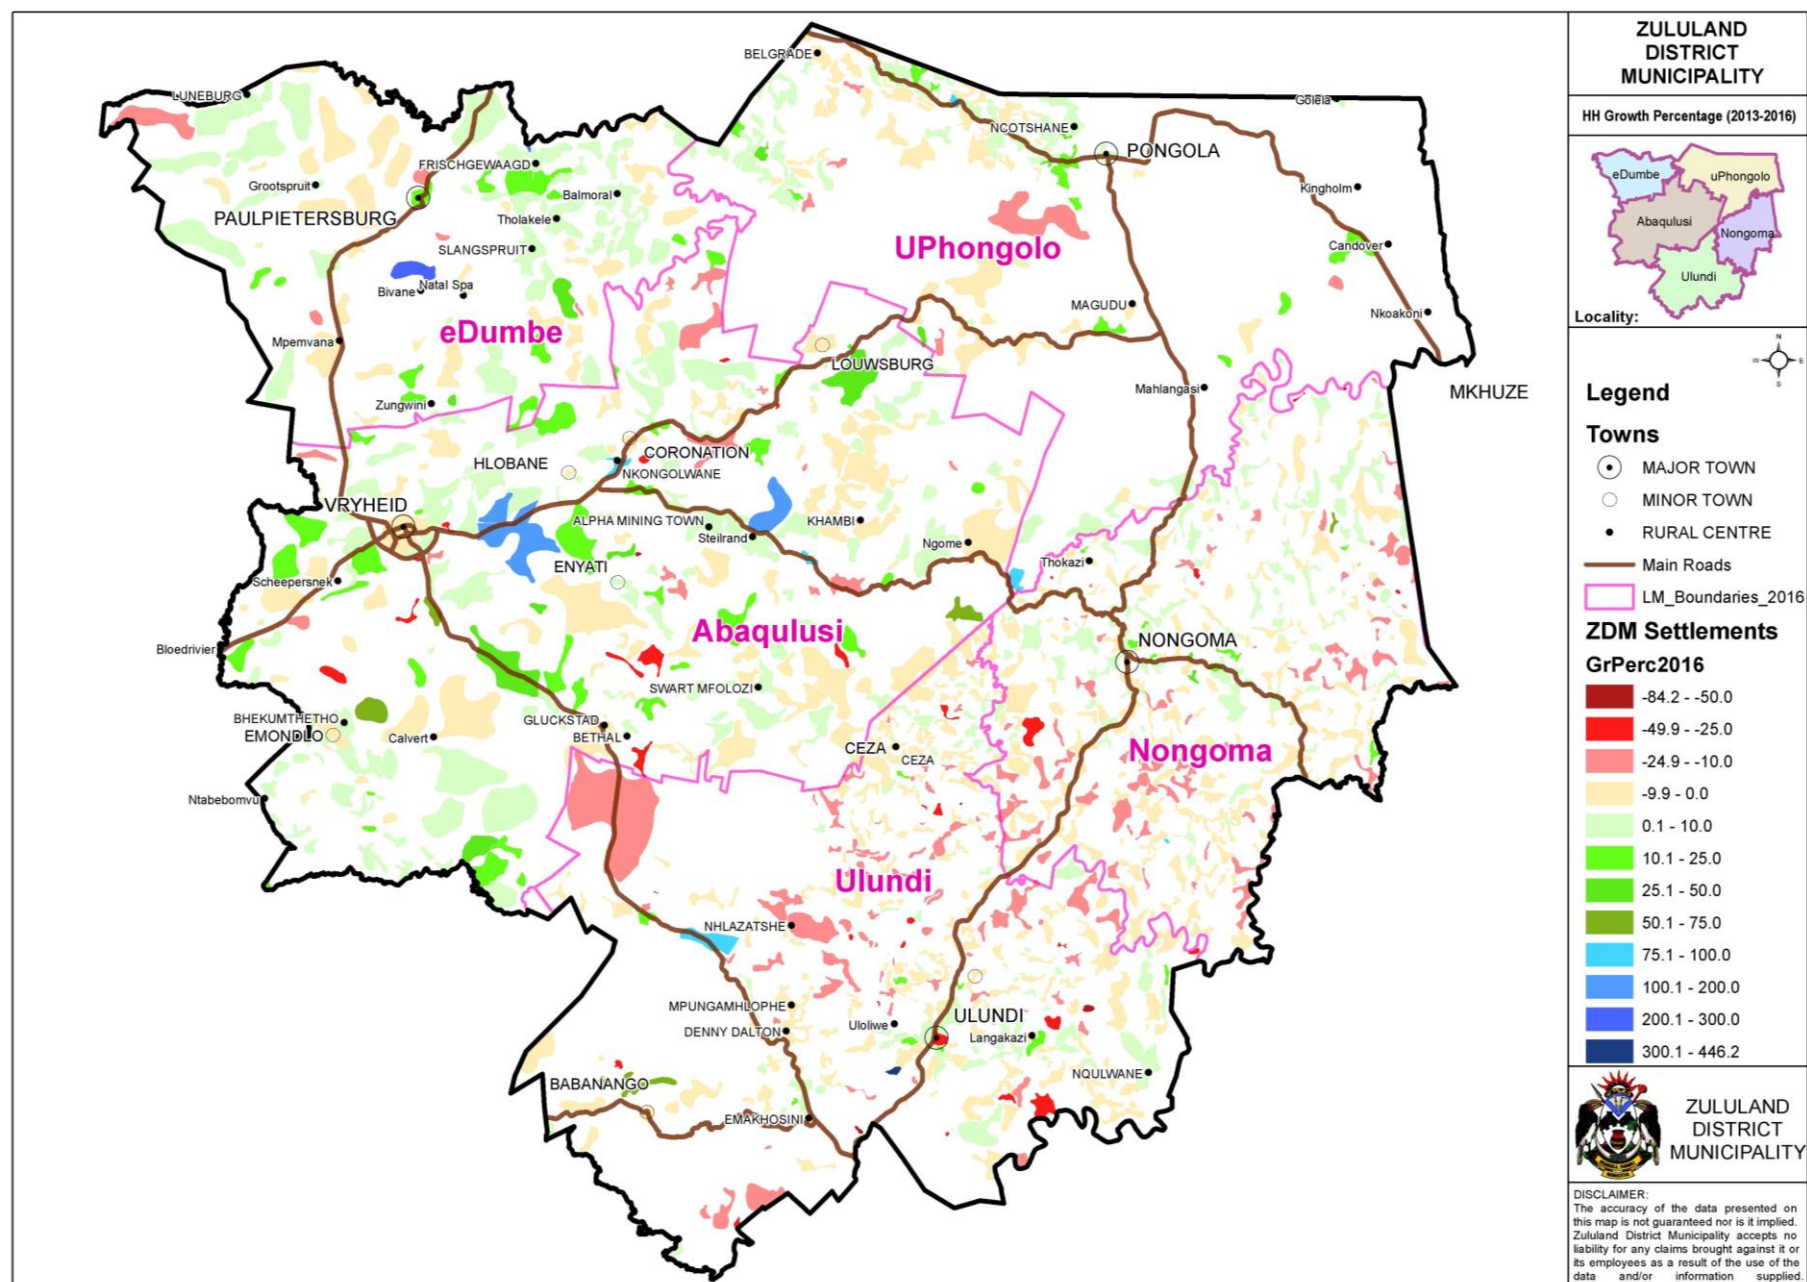 ZULULAND
DISTRICT
MUNICIPALITY
HH Growth Percentage (2013-2016)
eDumbe
uPhongolo
Abaqulusi
Nongoma
Ulundi
Locality:
N
W
E
S
Legend
Towns
MAJOR TOWN
MINOR TOWN
RURAL CENTRE
Main Roads
LM_Boundaries_2016
ZDM Settlements
GrPerc2016
-84.2 - -50.0
-49.9 - -25.0
-24.9 - -10.0
-9.9 - 0.0
0.1 - 10.0
10.1 - 25.0
25.1 - 50.0
50.1 - 75.0
75.1 - 100.0
100.1 - 200.0
200.1 - 300.0
300.1 - 446.2
ZULULAND
DISTRICT
MUNICIPALITY
DISCLAIMER:
The accuracy of the data presented on
this map is not guaranteed nor is it implied.
Zululand District Municipality accepts no
liability for any claims brought against it or
its employees as a result of the use of the
data and/or information supplied.
BELGRADE
LUNEBURG
Golela
NCOTSHANE
PONGOLA
FRISCHGEWAAGD
Grootspruit
Balmoral
Kingholm
PAULPIETERSBURG
Tholakele
SLANGSPRUIT
UPhongolo
Candover
Bivane
Natal Spa
MAGUDU
Nkoakoni
eDumbe
Mpemvana
LOUWSBURG
Mahlangasi
MKHUZE
Zungwini
CORONATION
HLOBANE
NKONGOLWANE
VRYHEID
ALPHA MINING TOWN
Steilrand
KHAMBI
Ngome
ENYATI
Thokazi
Scheepersnek
Abaqulusi
NONGOMA
Bloedrivier
SWART MFOLOZI
BHEKUMTHETHO
EMONDLO
Calvert
GLUCKSTAD
BETHAL
CEZA
CEZA
Nongoma
Ntabebomvu
Ulundi
NHLAZATSHE
MPUNGAMHLOPHE
DENNY DALTON
Uloliwe
ULUNDI
Langakazi
NQULWANE
BABANANGO
EMAKHOSINI